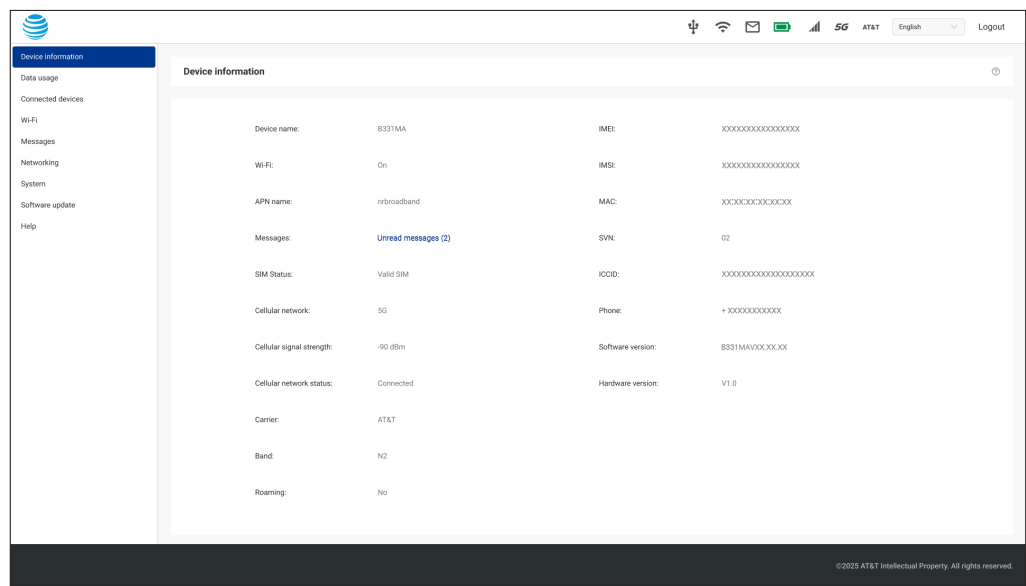 5G AT&T English Logout
Device information
Data usage
Connected devices
Wi-Fi
Messages
Networking
System
Software update
Help
Device information
Device name: B331MA IMEI: XXXXXXXXXXXXXXXX
Wi-Fi: On IMSI: XXXXXXXXXXXXXXXX
APN name: nrbroadband MAC: XX:XX:XX:XX:XX:XX
Messages: Unread messages (2) SVN: 02
SIM Status: Valid SIM ICCID: XXXXXXXXXXXXXXXXXXX
Cellular network: 5G Phone: + XXXXXXXXXXX
Cellular signal strength: -90 dBm Software version: B331MAVXX.XX.XX
Cellular network status: Connected Hardware version: V1.0
Carrier: AT&T
Band: N2
Roaming: No
©2025 AT&T Intellectual Property. All rights reserved.